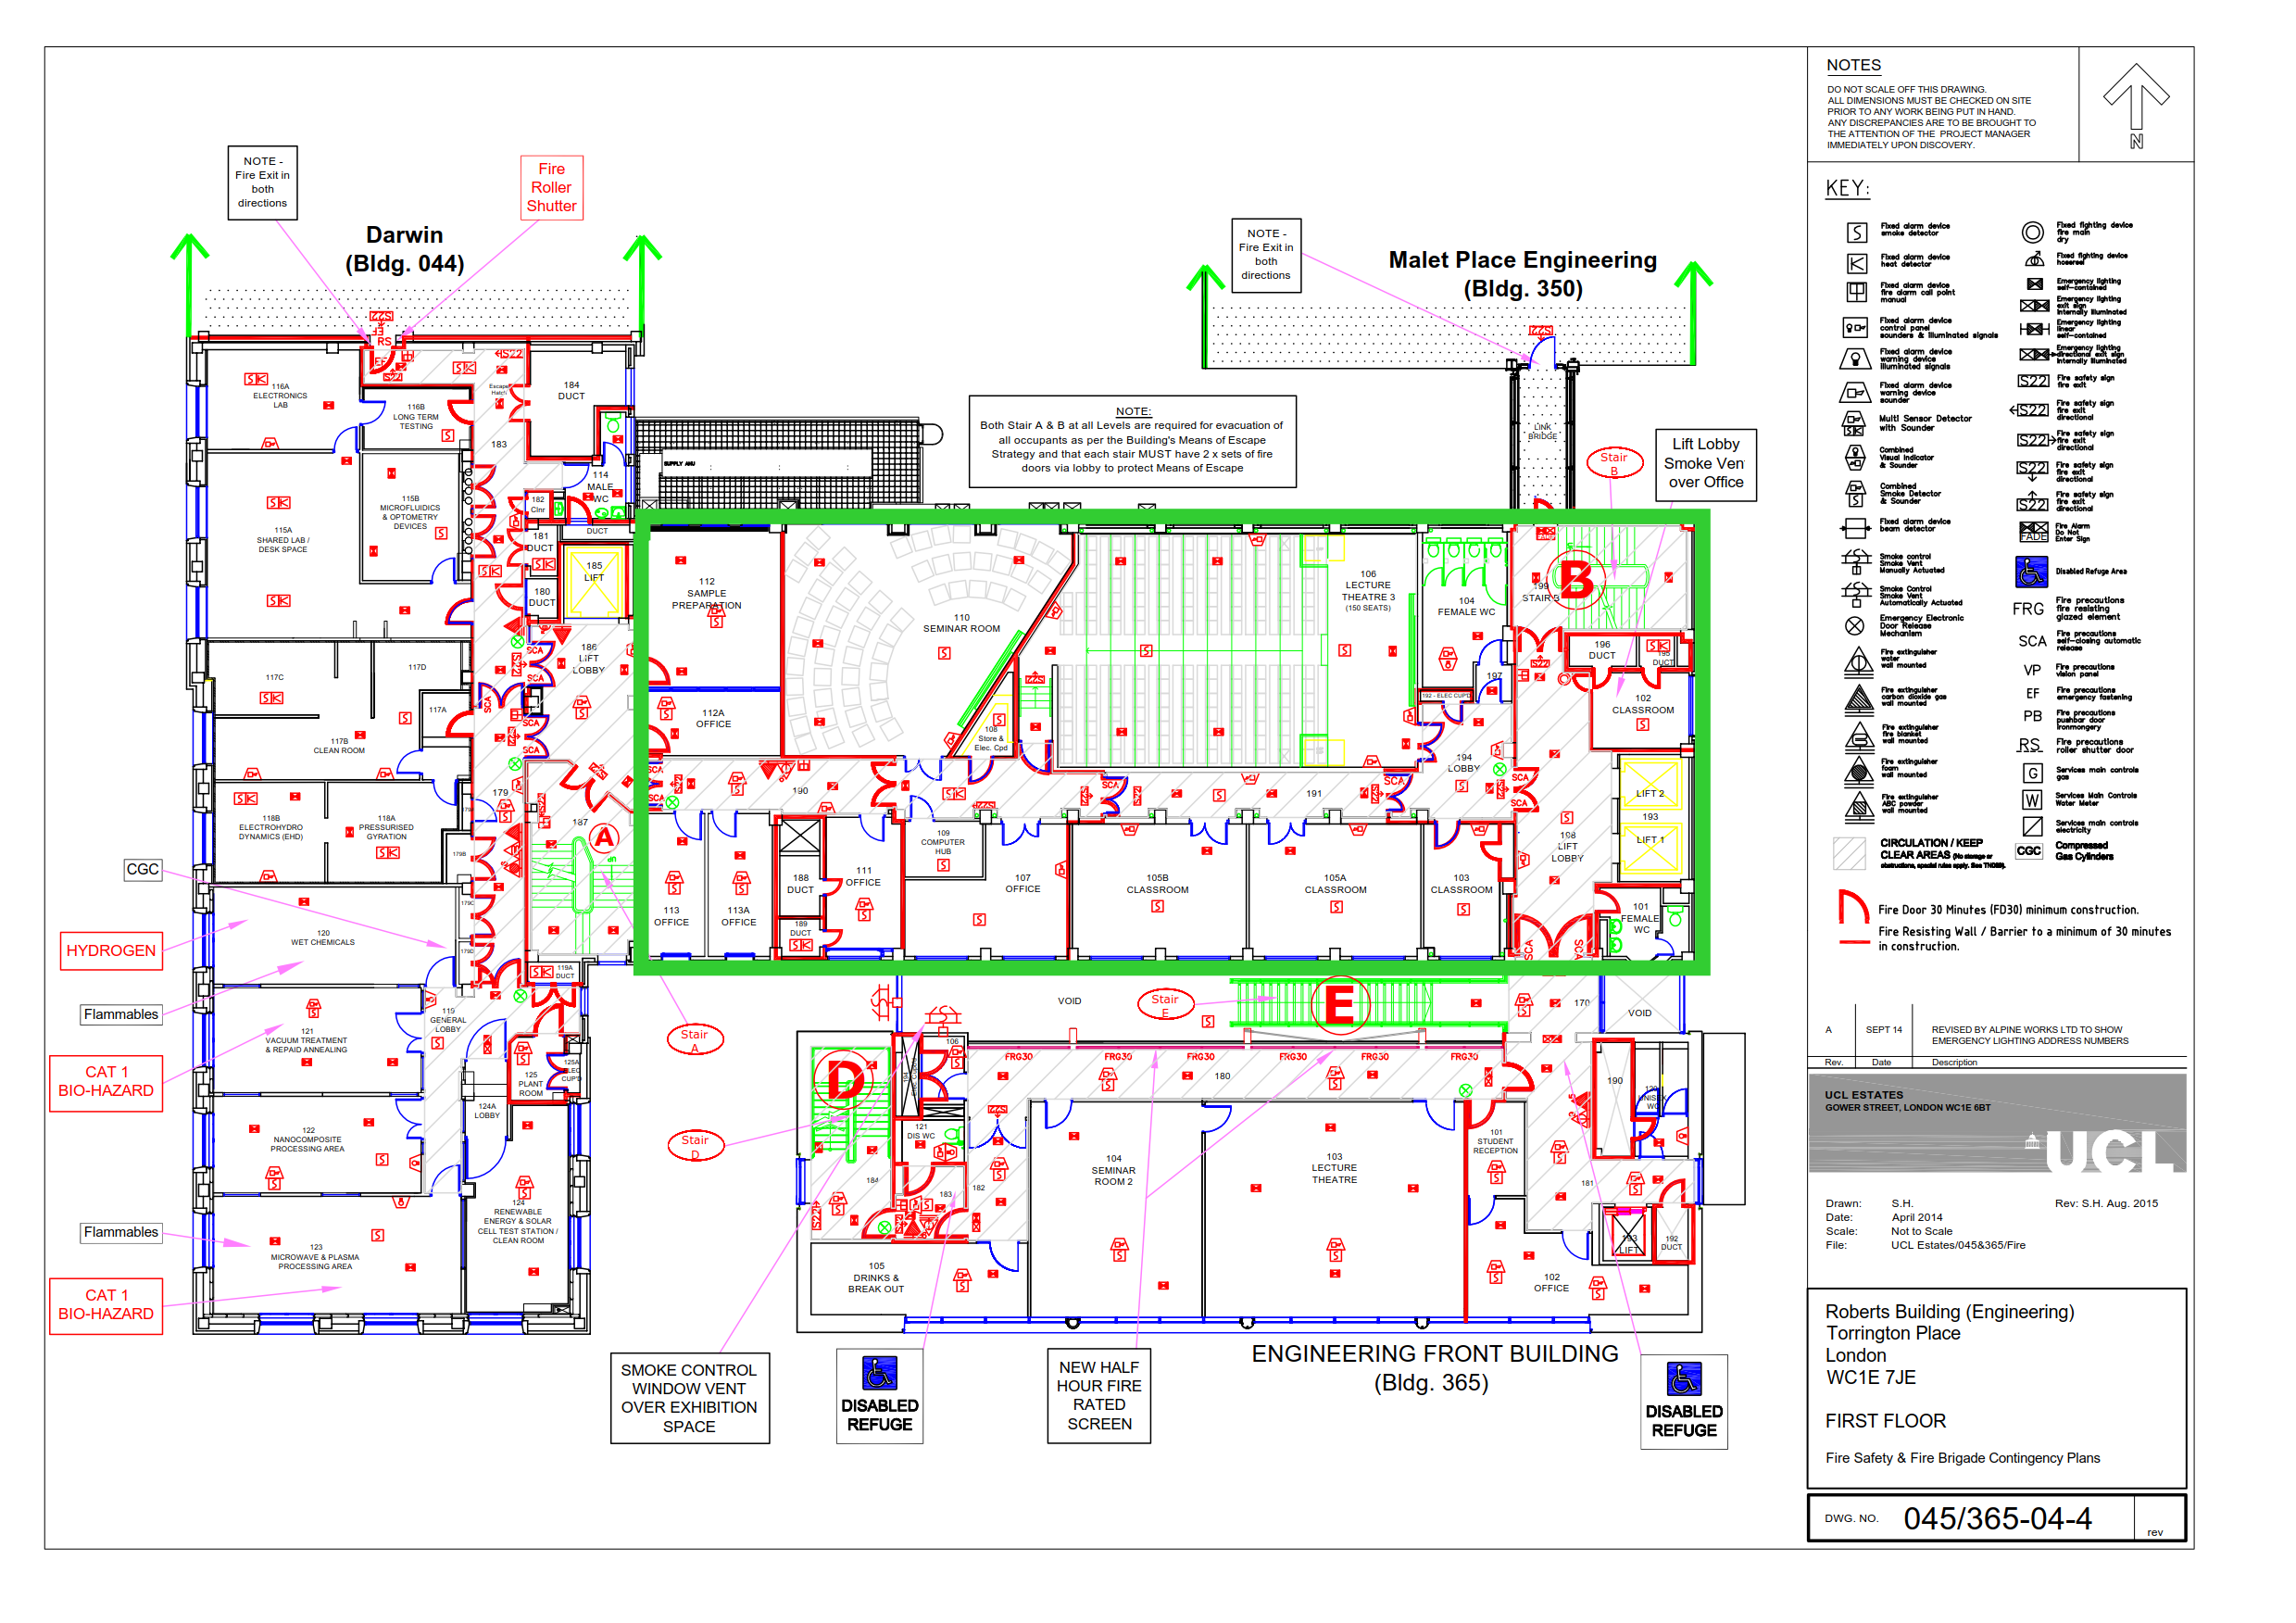 NOTES
DO NOT SCALE OFF THIS DRAWING.
ALL DIMENSIONS MUST BE CHECKED ON SITE
PRIOR TO ANY WORK BEING PUT IN HAND.
ANY DISCREPANCIES ARE TO BE BROUGHT TO
THE ATTENTION OF THE PROJECT MANAGER
IMMEDIATELY UPON DISCOVERY.
N
KEY:
Fixed alarm device
smoke detector
Fixed alarm device
heat detector
Fixed alarm device
fire alarm call point
manual
Fixed alarm device
control panel
sounders & illuminated signals
Fixed alarm device
warning device
illuminated signals
Fixed alarm device
warning device
sounder
Multi Sensor Detector
with Sounder
Combined
Visual Indicator
& Sounder
Combined
Smoke Detector
& Sounder
Fixed alarm device
beam detector
Smoke control
Smoke Vent
Manually Actuated
Smoke Control
Smoke Vent
Automatically Actuated
Emergency Electronic
Door Release
Mechanism
Fire extinguisher
water
wall mounted
Fire extinguisher
carbon dioxide gas
wall mounted
Fire extinguisher
fire blanket
wall mounted
Fire extinguisher
foam
wall mounted
Fire extinguisher
ABC powder
wall mounted
CIRCULATION / KEEP
CLEAR AREAS
Fixed fighting device
fire main
dry
Fixed fighting device
hosereel
Emergency lighting
self-contained
Emergency lighting
exit sign
internally illuminated
Emergency lighting
linear
self-contained
Emergency lighting
directional exit sign
internally illuminated
S22 Fire safety sign
fire exit
S22 Fire safety sign
fire exit
directional
S22 Fire safety sign
fire exit
directional
S22 Fire safety sign
fire exit
directional
S22 Fire safety sign
fire exit
directional
FADE Fire Alarm
Do Not
Enter Sign
Disabled Refuge Area
FRG Fire precautions
fire resisting
glazed element
SCA Fire precautions
self-closing automatic
release
VP Fire precautions
vision panel
EF Fire precautions
emergency fastening
PB Fire precautions
pushbar door
ironmongery
RS Fire precautions
roller shutter door
G Services main controls
gas
W Services Main Controls
Water Meter
Services main controls
electricity
CGC Compressed
Gas Cylinders
Fire Door 30 Minutes (FD30) minimum construction.
Fire Resisting Wall / Barrier to a minimum of 30 minutes
in construction.
A SEPT 14 REVISED BY ALPINE WORKS LTD TO SHOW
EMERGENCY LIGHTING ADDRESS NUMBERS
Rev. Date Description
UCL ESTATES
GOWER STREET, LONDON WC1E 6BT
UCL
Drawn: S.H. Rev: S.H. Aug. 2015
Date: April 2014
Scale: Not to Scale
File: UCL Estates/045&365/Fire
Roberts Building (Engineering)
Torrington Place
London
WC1E 7JE
FIRST FLOOR
Fire Safety & Fire Brigade Contingency Plans
DWG. NO. 045/365-04-4
rev
NOTE -
Fire Exit in
both
directions
Fire
Roller
Shutter
Darwin
(Bldg. 044)
NOTE -
Fire Exit in
both
directions
Malet Place Engineering
(Bldg. 350)
NOTE:
Both Stair A & B at all Levels are required for evacuation of
all occupants as per the Building's Means of Escape
Strategy and that each stair MUST have 2 x sets of fire
doors via lobby to protect Means of Escape
LINK
BRIDGE
Stair
B
Lift Lobby
Smoke Vent
over Office
116A
ELECTRONICS
LAB
116B
LONG TERM
TESTING
Escape
Hatch
184
DUCT
183
114
MALE
WC
115A
SHARED LAB /
DESK SPACE
115B
MICROFLUIDICS
& OPTOMETRY
DEVICES
182
Clnr
DUCT
181
DUCT
180
DUCT
185
LIFT
186
LIFT
LOBBY
117C
117D
117A
117B
CLEAN ROOM
118B
ELECTROHYDRO
DYNAMICS (EHD)
118A
PRESSURISED
GYRATION
179
187
A
179B
179C
120
WET CHEMICALS
119A
DUCT
119
GENERAL
LOBBY
121
VACUUM TREATMENT
& REPAID ANNEALING
122
NANOCOMPOSITE
PROCESSING AREA
123
MICROWAVE & PLASMA
PROCESSING AREA
124A
LOBBY
125
PLANT
ROOM
125A
ELEC
CUP'D
124
RENEWABLE
ENERGY & SOLAR
CELL TEST STATION /
CLEAN ROOM
CGC
HYDROGEN
Flammables
CAT 1
BIO-HAZARD
Flammables
CAT 1
BIO-HAZARD
112
SAMPLE
PREPARATION
112A
OFFICE
110
SEMINAR ROOM
106
LECTURE
THEATRE 3
(150 SEATS)
104
FEMALE WC
199
STAIR 3
B
196
DUCT
DUCT
102
CLASSROOM
197
192 - ELEC CUPD
194
LOBBY
108
Store &
Elec. Cpd
190
191
113
OFFICE
113A
OFFICE
188
DUCT
189
DUCT
111
OFFICE
109
COMPUTER
HUB
107
OFFICE
105B
CLASSROOM
105A
CLASSROOM
103
CLASSROOM
198
LIFT
LOBBY
LIFT 2
193
LIFT 1
101
FEMALE
WC
VOID
Stair
E
E
170
VOID
Stair
A
Stair
D
D
106
FRG30 FRG30 FRG30 FRG30 FRG30 FRG30
180
121
DIS WC
184
183
182
104
SEMINAR
ROOM 2
103
LECTURE
THEATRE
101
STUDENT
RECEPTION
190
181
193
LIFT
192
DUCT
102
OFFICE
105
DRINKS &
BREAK OUT
SMOKE CONTROL
WINDOW VENT
OVER EXHIBITION
SPACE
DISABLED
REFUGE
NEW HALF
HOUR FIRE
RATED
SCREEN
ENGINEERING FRONT BUILDING
(Bldg. 365)
DISABLED
REFUGE